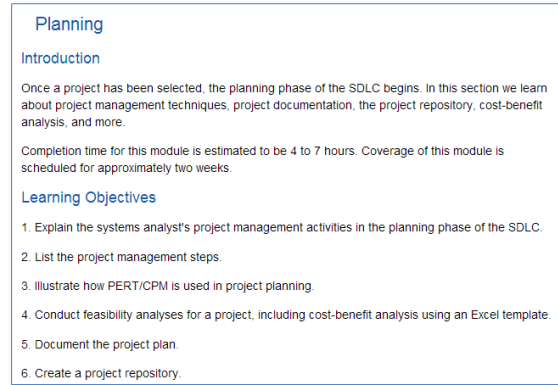 Planning
Introduction
Once a project has been selected, the planning phase of the SDLC begins. In this section we learn
about project management techniques, project documentation, the project repository, cost-benefit
analysis, and more.
Completion time for this module is estimated to be 4 to 7 hours. Coverage of this module is
scheduled for approximately two weeks.
Learning Objectives
1. Explain the systems analyst's project management activities in the planning phase of the SDLC.
2. List the project management steps.
3. Illustrate how PERT/CPM is used in project planning.
4. Conduct feasibility analyses for a project, including cost-benefit analysis using an Excel template.
5. Document the project plan.
6. Create a project repository.